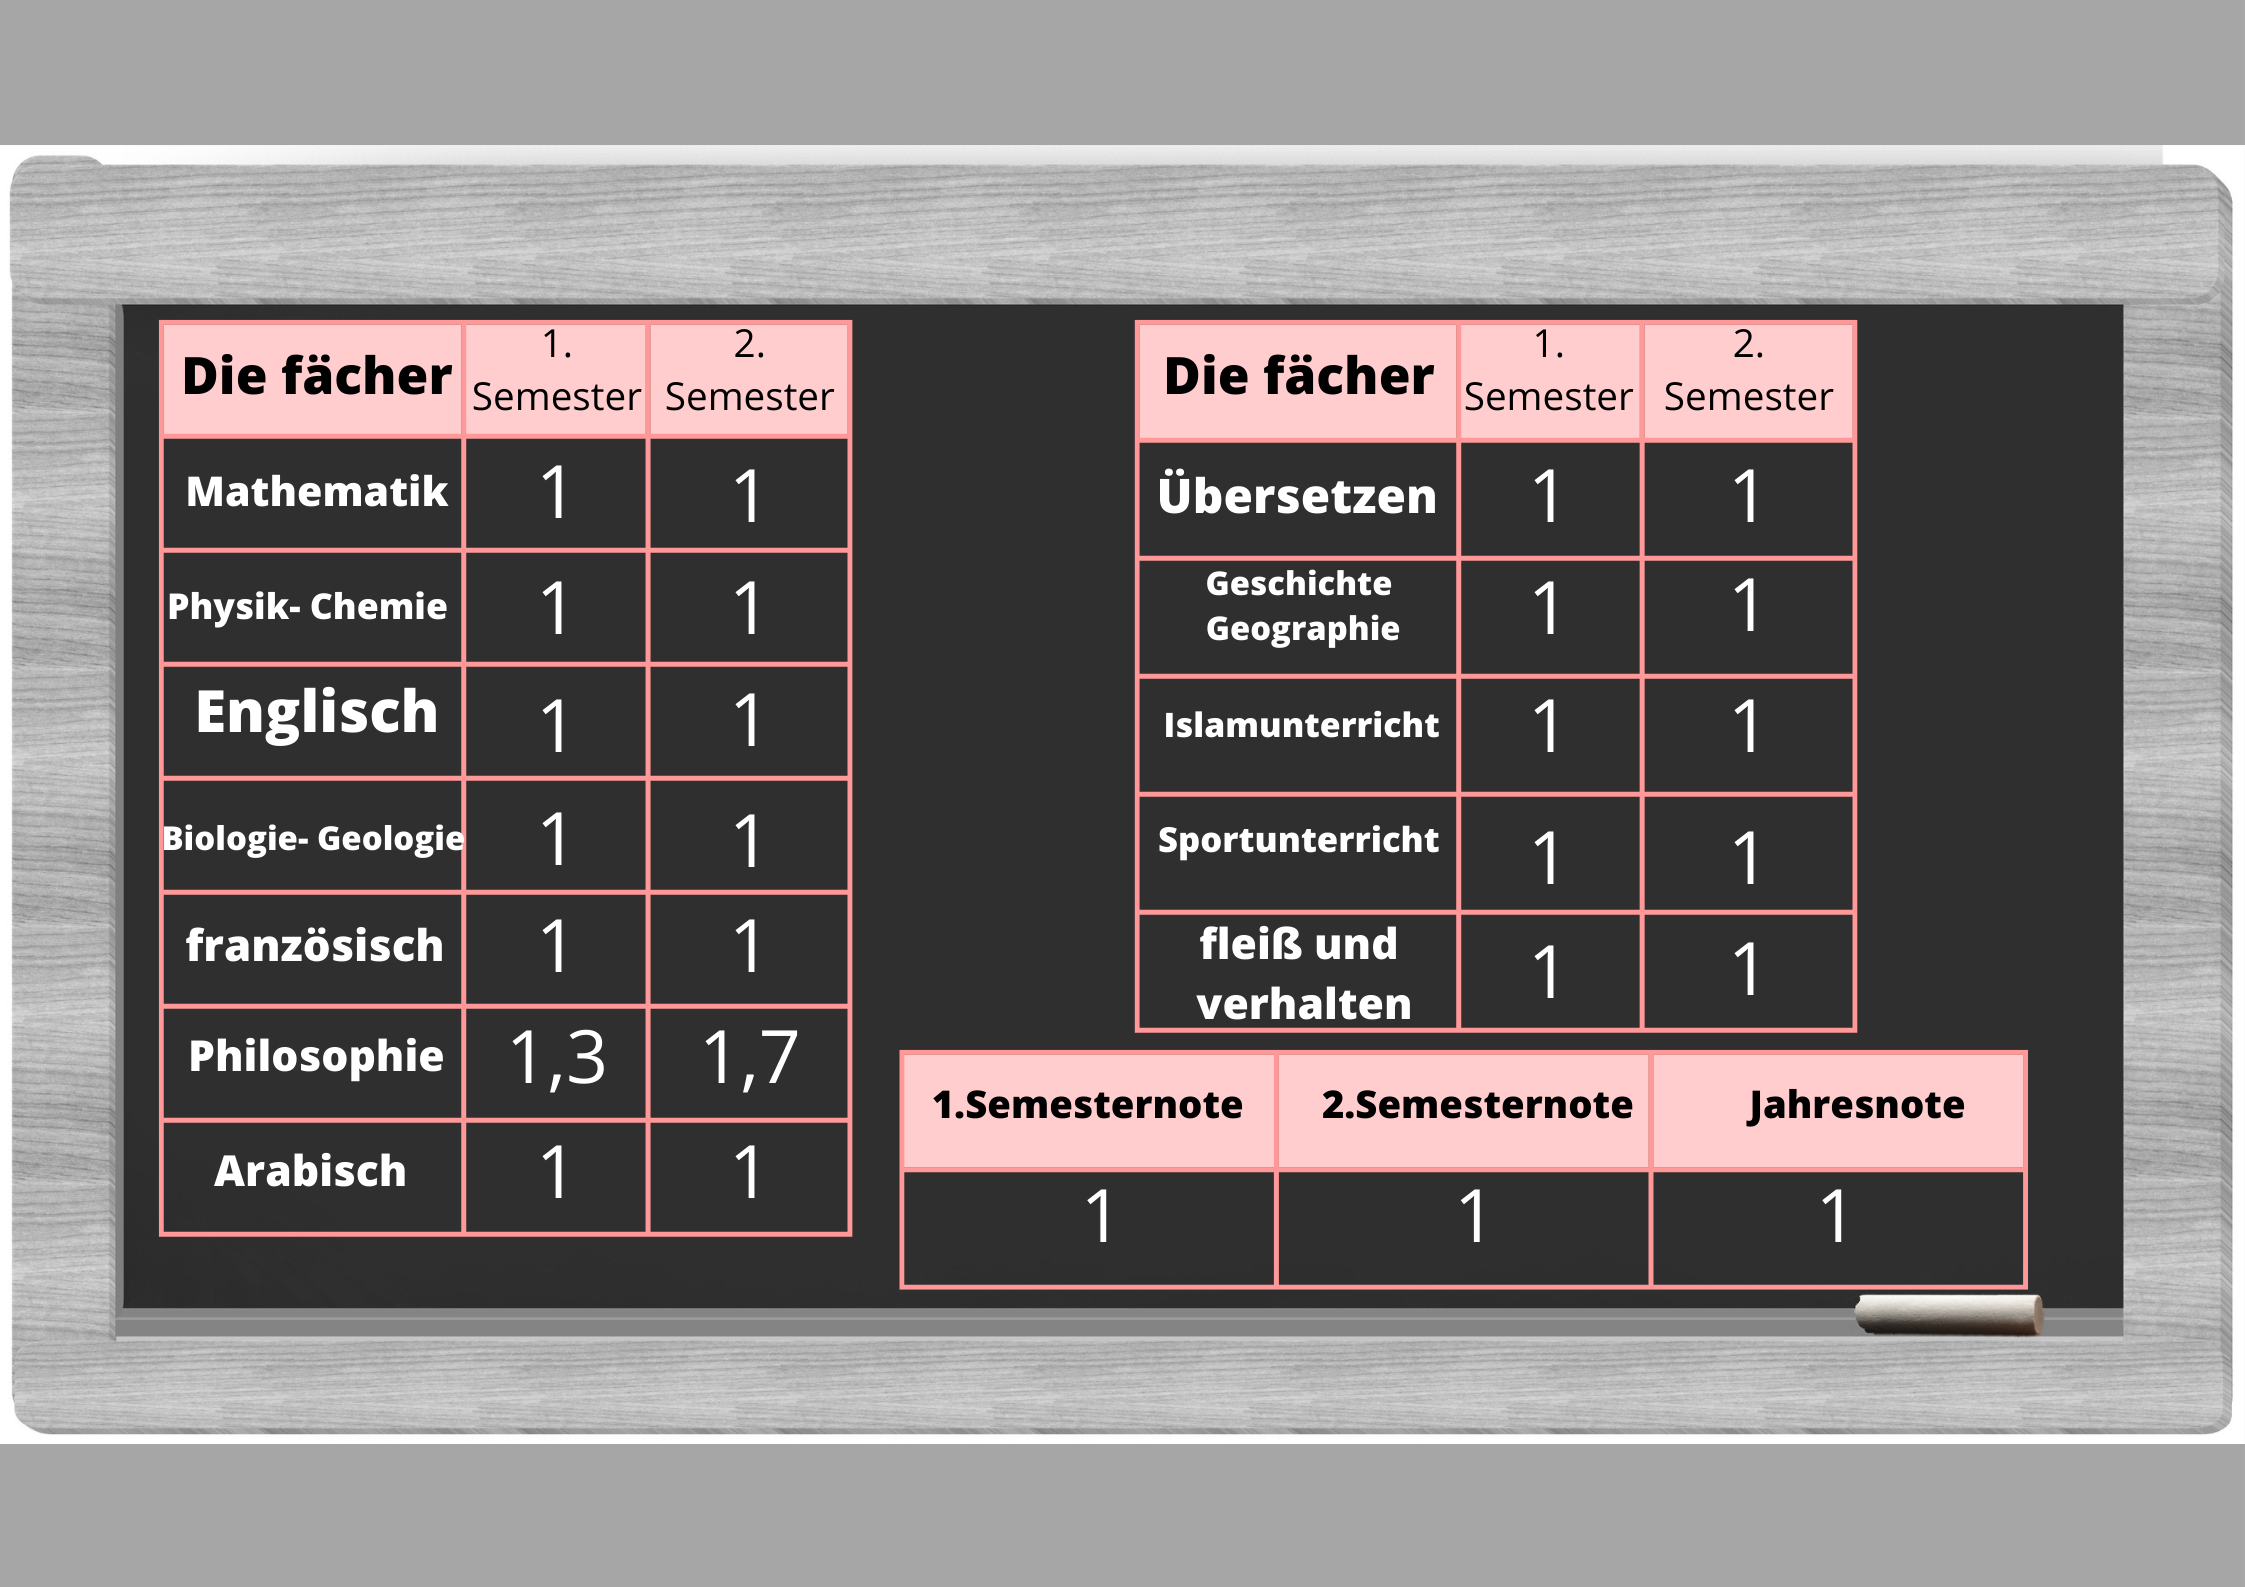 Die fächer 1. Semester 2. Semester
Mathematik 1 1
Physik- Chemie 1 1
Englisch 1 1
Biologie- Geologie 1 1
französisch 1 1
Philosophie 1,3 1,7
Arabisch 1 1
Die fächer 1. Semester 2. Semester
Übersetzen 1 1
Geschichte
Geographie 1 1
Islamunterricht 1 1
Sportunterricht 1 1
fleiß und
verhalten 1 1
1.Semesternote 2.Semesternote Jahresnote
1 1 1